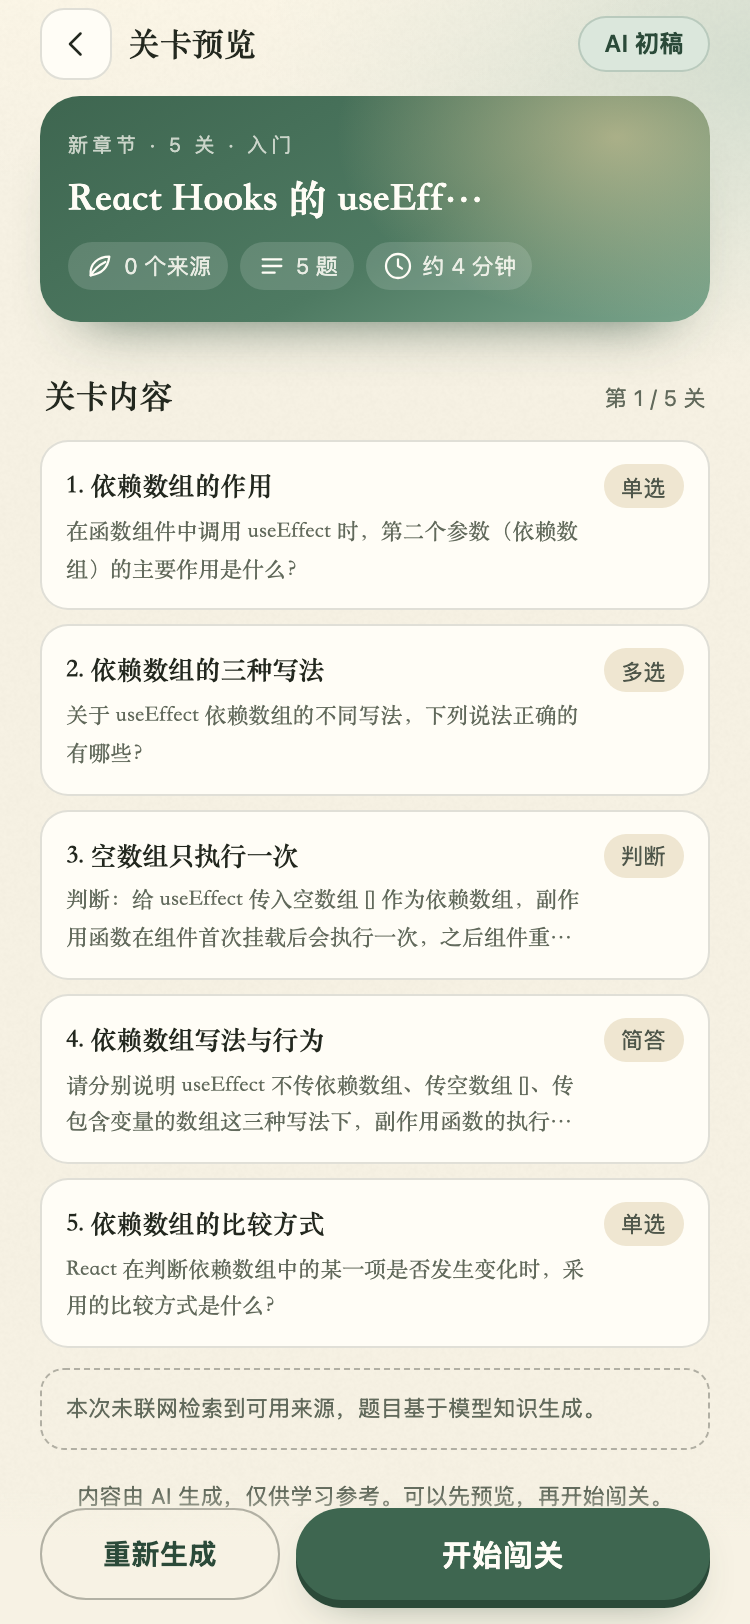 关卡预览
AI 初稿
新章节 · 5 关 · 入门
React Hooks 的 useEff…
0 个来源
5 题
约 4 分钟
关卡内容
第 1 / 5 关
1. 依赖数组的作用
单选
在函数组件中调用 useEffect 时，第二个参数（依赖数
组）的主要作用是什么？
2. 依赖数组的三种写法
多选
关于 useEffect 依赖数组的不同写法，下列说法正确的
有哪些？
3. 空数组只执行一次
判断
判断：给 useEffect 传入空数组 [] 作为依赖数组，副作
用函数在组件首次挂载后会执行一次，之后组件重…
4. 依赖数组写法与行为
简答
请分别说明 useEffect 不传依赖数组、传空数组 []、传
包含变量的数组这三种写法下，副作用函数的执行…
5. 依赖数组的比较方式
单选
React 在判断依赖数组中的某一项是否发生变化时，采
用的比较方式是什么？
本次未联网检索到可用来源，题目基于模型知识生成。
内容由 AI 生成，仅供学习参考。可以先预览，再开始闯关。
重新生成
开始闯关